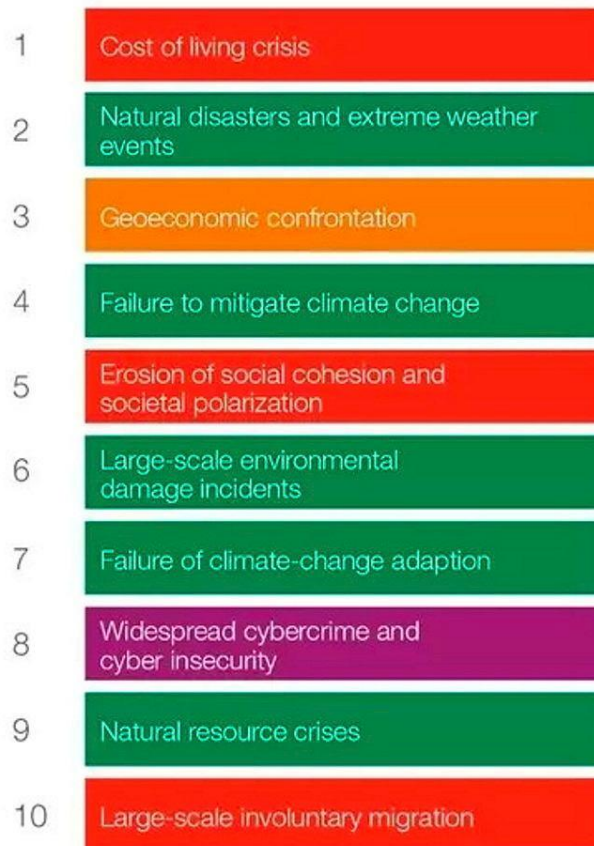 1
Cost of living crisis
2
Natural disasters and extreme weather
events
3
Geoeconomic confrontation
4
Failure to mitigate climate change
5
Erosion of social cohesion and
societal polarization
6
Large-scale environmental
damage incidents
7
Failure of climate-change adaption
8
Widespread cybercrime and
cyber insecurity
9
Natural resource crises
10
Large-scale involuntary migration